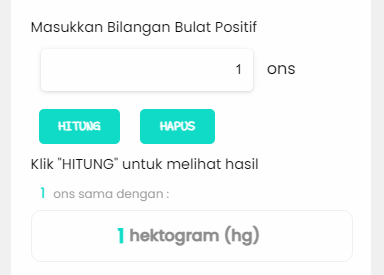 Masukkan Bilangan Bulat Positif
1 ons
HITUNG HAPUS
Klik "HITUNG" untuk melihat hasil
1 ons sama dengan :
1 hektogram (hg)